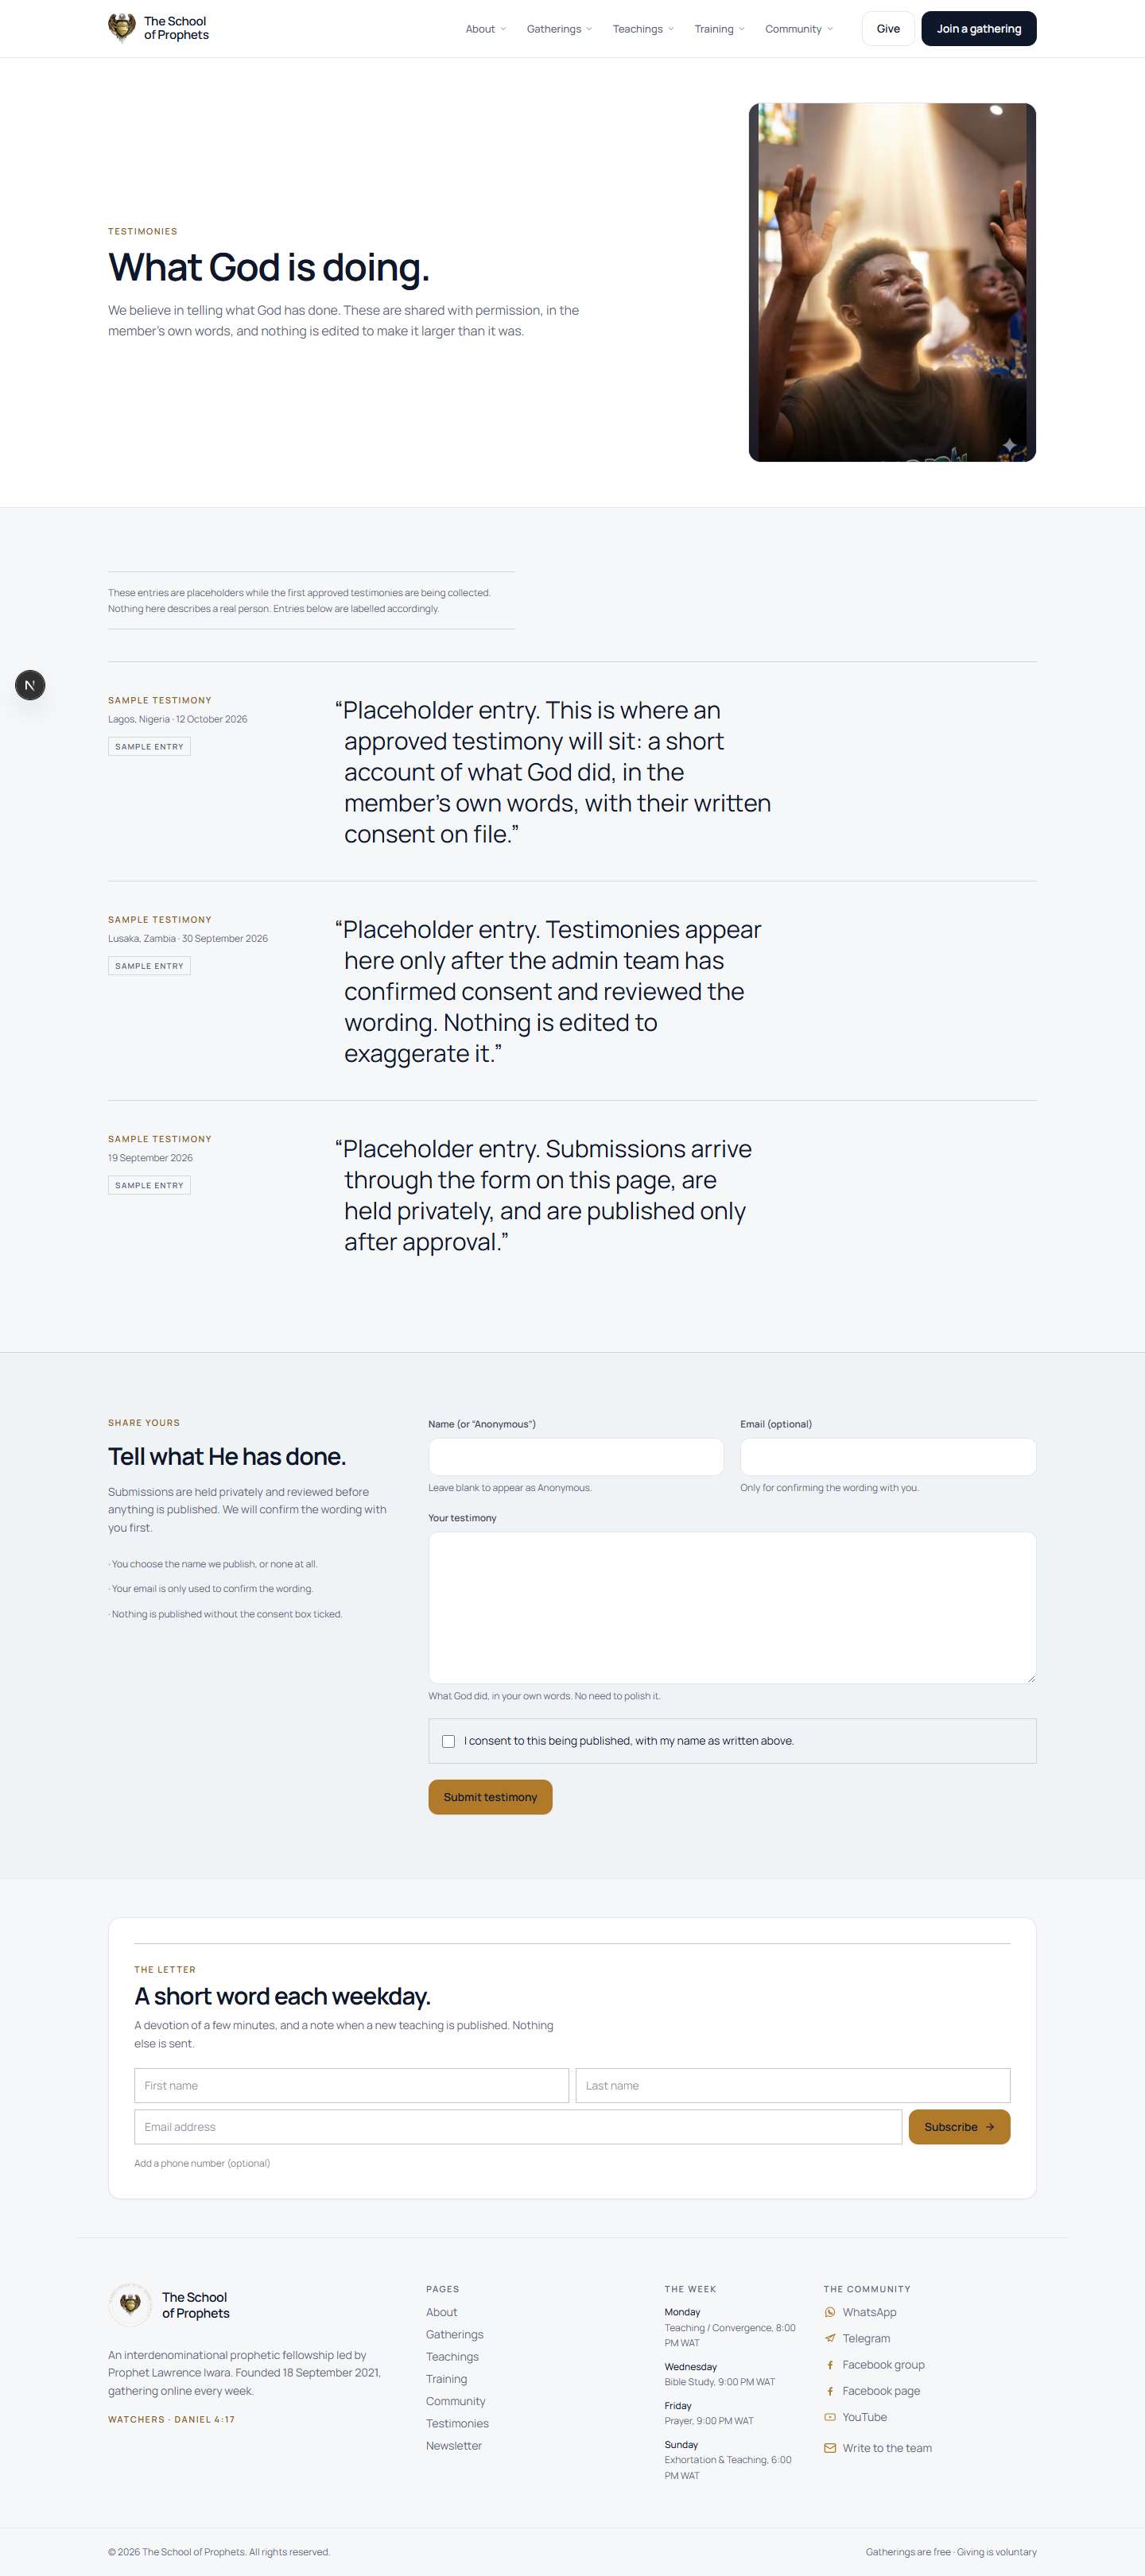 The School
of Prophets
About
Gatherings
Teachings
Training
Community
Give
Join a gathering
TESTIMONIES
What God is doing.
We believe in telling what God has done. These are shared with permission, in the
member's own words, and nothing is edited to make it larger than it was.
These entries are placeholders while the first approved testimonies are being collected.
Nothing here describes a real person. Entries below are labelled accordingly.
N
SAMPLE TESTIMONY
Lagos, Nigeria · 12 October 2026
SAMPLE ENTRY
“Placeholder entry. This is where an
approved testimony will sit: a short
account of what God did, in the
member’s own words, with their written
consent on file.”
SAMPLE TESTIMONY
Lusaka, Zambia · 30 September 2026
SAMPLE ENTRY
“Placeholder entry. Testimonies appear
here only after the admin team has
confirmed consent and reviewed the
wording. Nothing is edited to
exaggerate it.”
SAMPLE TESTIMONY
19 September 2026
SAMPLE ENTRY
“Placeholder entry. Submissions arrive
through the form on this page, are
held privately, and are published only
after approval.”
SHARE YOURS
Tell what He has done.
Submissions are held privately and reviewed before
anything is published. We will confirm the wording with
you first.
· You choose the name we publish, or none at all.
· Your email is only used to confirm the wording.
· Nothing is published without the consent box ticked.
Name (or “Anonymous”)
Leave blank to appear as Anonymous.
Email (optional)
Only for confirming the wording with you.
Your testimony
What God did, in your own words. No need to polish it.
I consent to this being published, with my name as written above.
Submit testimony
THE LETTER
A short word each weekday.
A devotion of a few minutes, and a note when a new teaching is published. Nothing
else is sent.
First name
Last name
Email address
Subscribe
Add a phone number (optional)
The School
of Prophets
An interdenominational prophetic fellowship led by
Prophet Lawrence Iwara. Founded 18 September 2021,
gathering online every week.
WATCHERS · DANIEL 4:17
PAGES
About
Gatherings
Teachings
Training
Community
Testimonies
Newsletter
THE WEEK
Monday
Teaching / Convergence, 8:00
PM WAT
Wednesday
Bible Study, 9:00 PM WAT
Friday
Prayer, 9:00 PM WAT
Sunday
Exhortation & Teaching, 6:00
PM WAT
THE COMMUNITY
WhatsApp
Telegram
Facebook group
Facebook page
YouTube
Write to the team
© 2026 The School of Prophets. All rights reserved.
Gatherings are free · Giving is voluntary